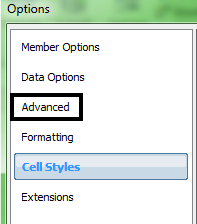 Options
Member Options
Data Options
Advanced
Formatting
Cell Styles
Extensions